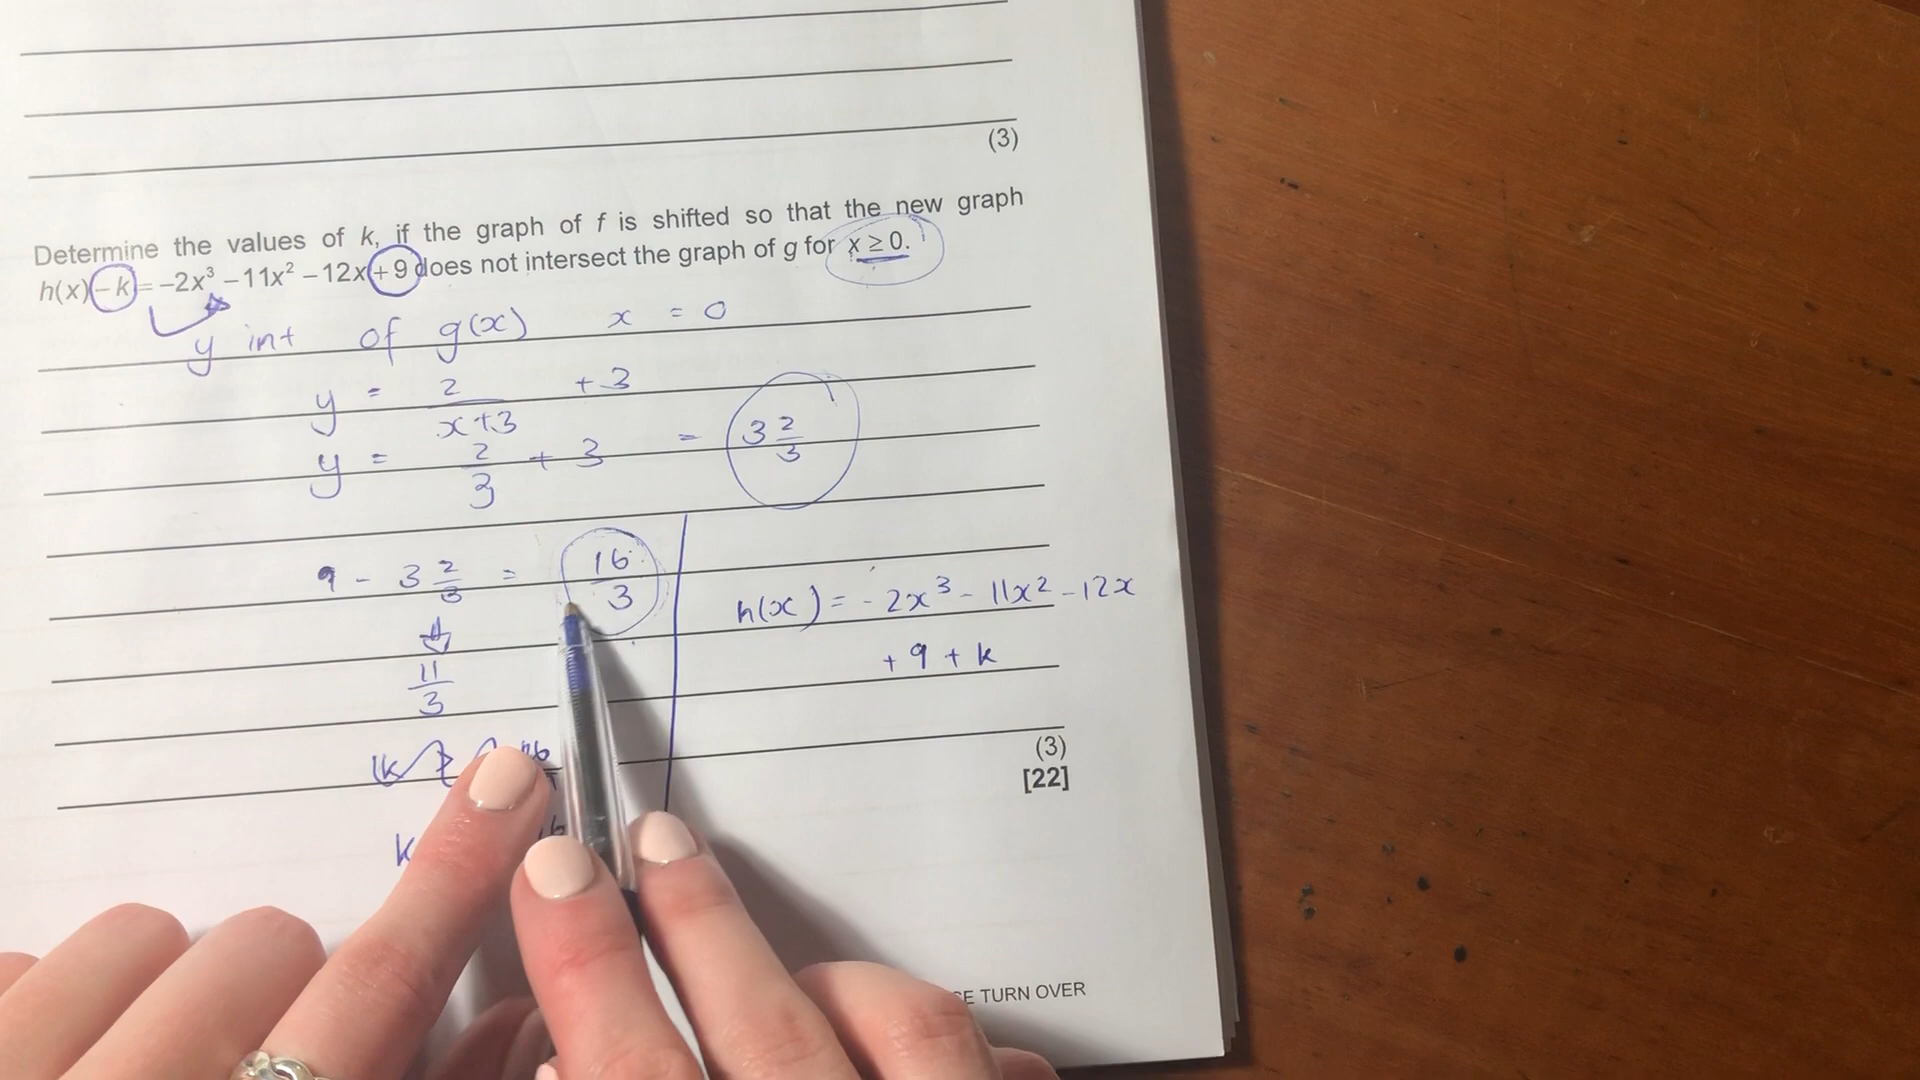 (3)
Determine the values of k, if the graph of f is shifted so that the new graph
h(x) − k = −2x³ − 11x² − 12x + 9 does not intersect the graph of g for x ≥ 0.
y int of g(x) x = 0
y = 2/(x+3) + 3
y = 2/3 + 3 = 3 2/3
9 − 3 2/3 = 16/3
11/3
h(x) = −2x³ − 11x² − 12x
+ 9 + k
(3)
[22]
k
k
TURN OVER